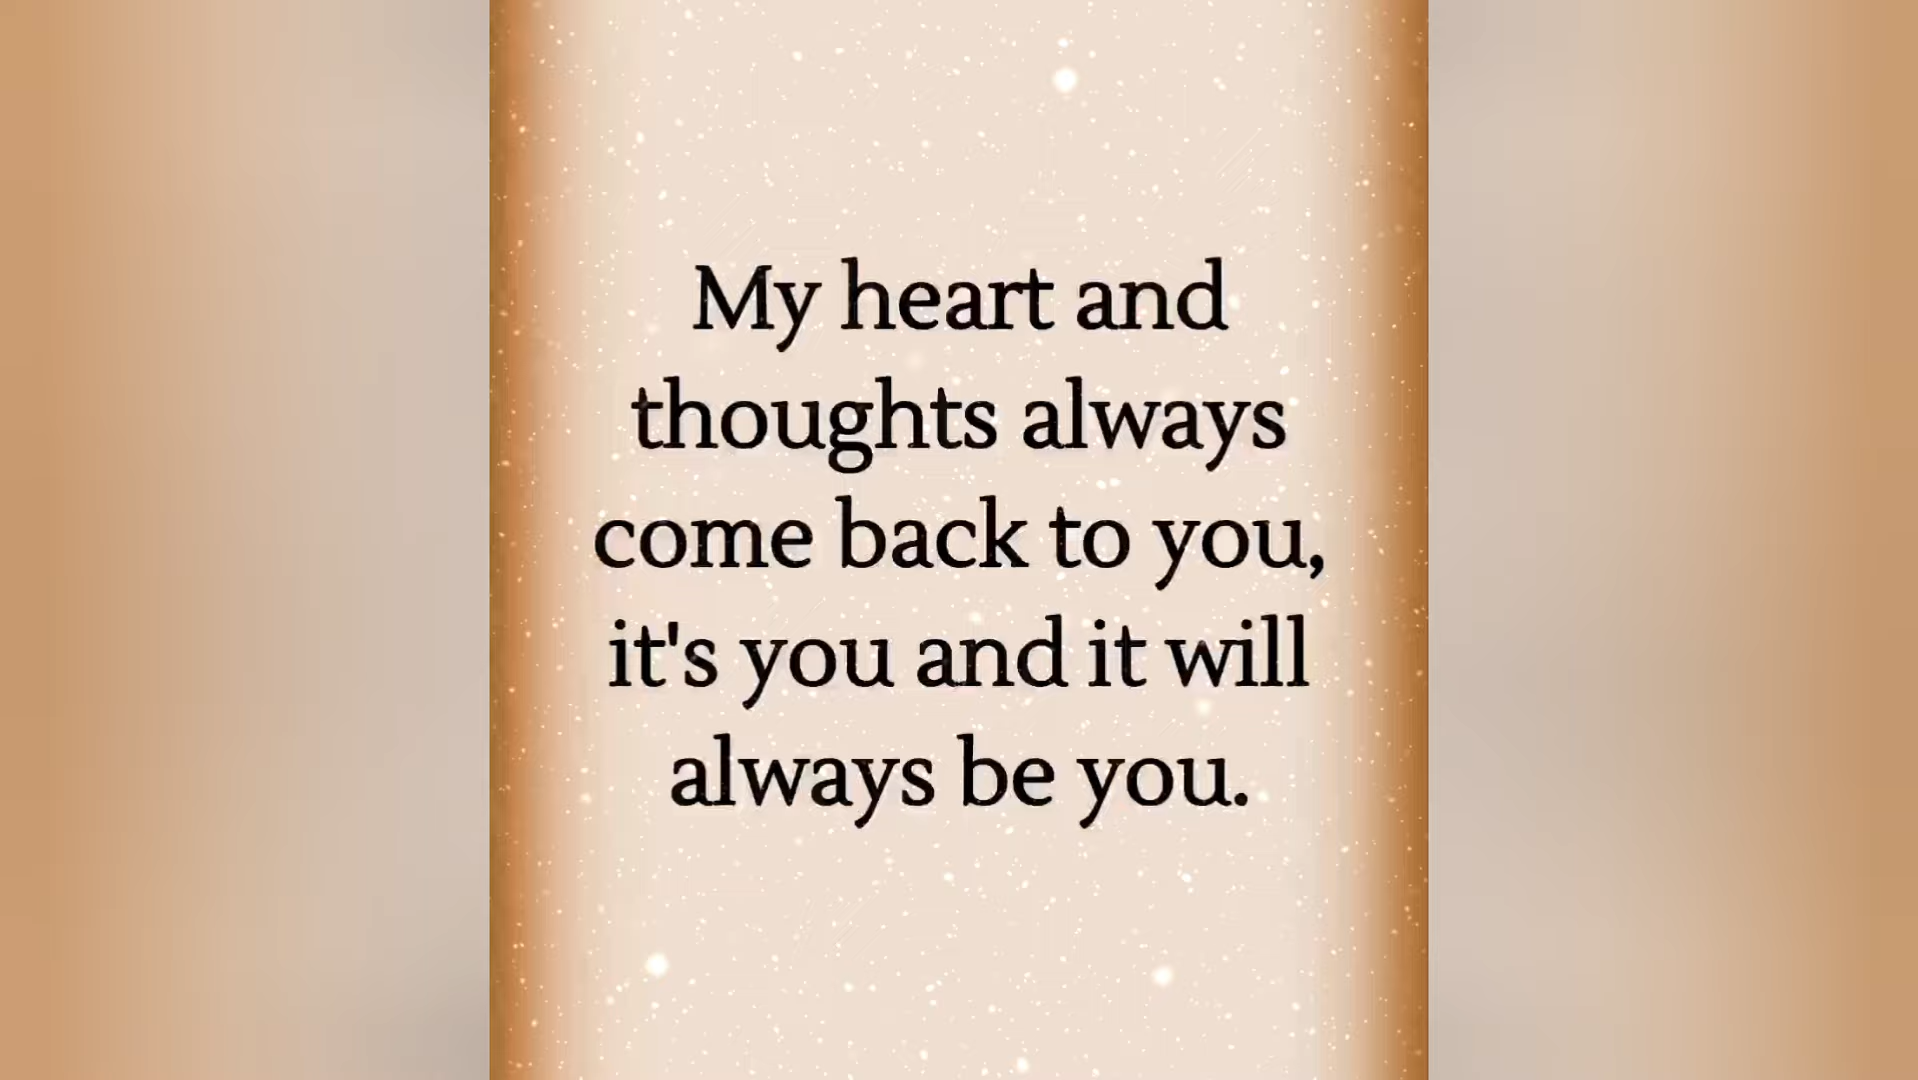 My heart and
thoughts always
come back to you,
it's you and it will
always be you.